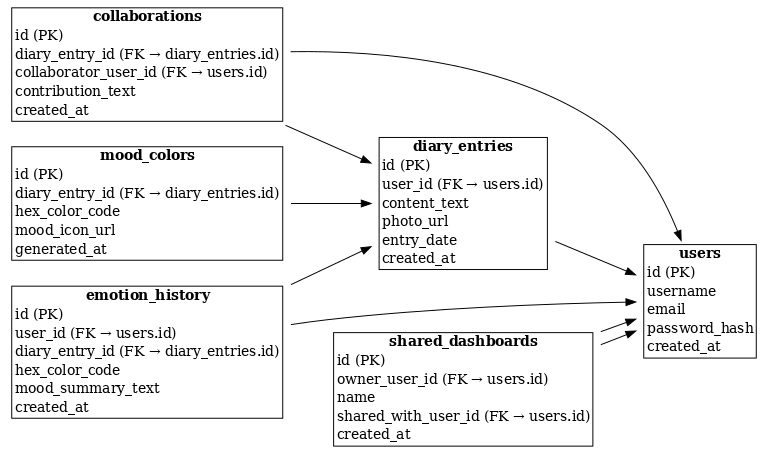 collaborations
id (PK)
diary_entry_id (FK → diary_entries.id)
collaborator_user_id (FK → users.id)
contribution_text
created_at
mood_colors
id (PK)
diary_entry_id (FK → diary_entries.id)
hex_color_code
mood_icon_url
generated_at
emotion_history
id (PK)
user_id (FK → users.id)
diary_entry_id (FK → diary_entries.id)
hex_color_code
mood_summary_text
created_at
diary_entries
id (PK)
user_id (FK → users.id)
content_text
photo_url
entry_date
created_at
shared_dashboards
id (PK)
owner_user_id (FK → users.id)
name
shared_with_user_id (FK → users.id)
created_at
users
id (PK)
username
email
password_hash
created_at